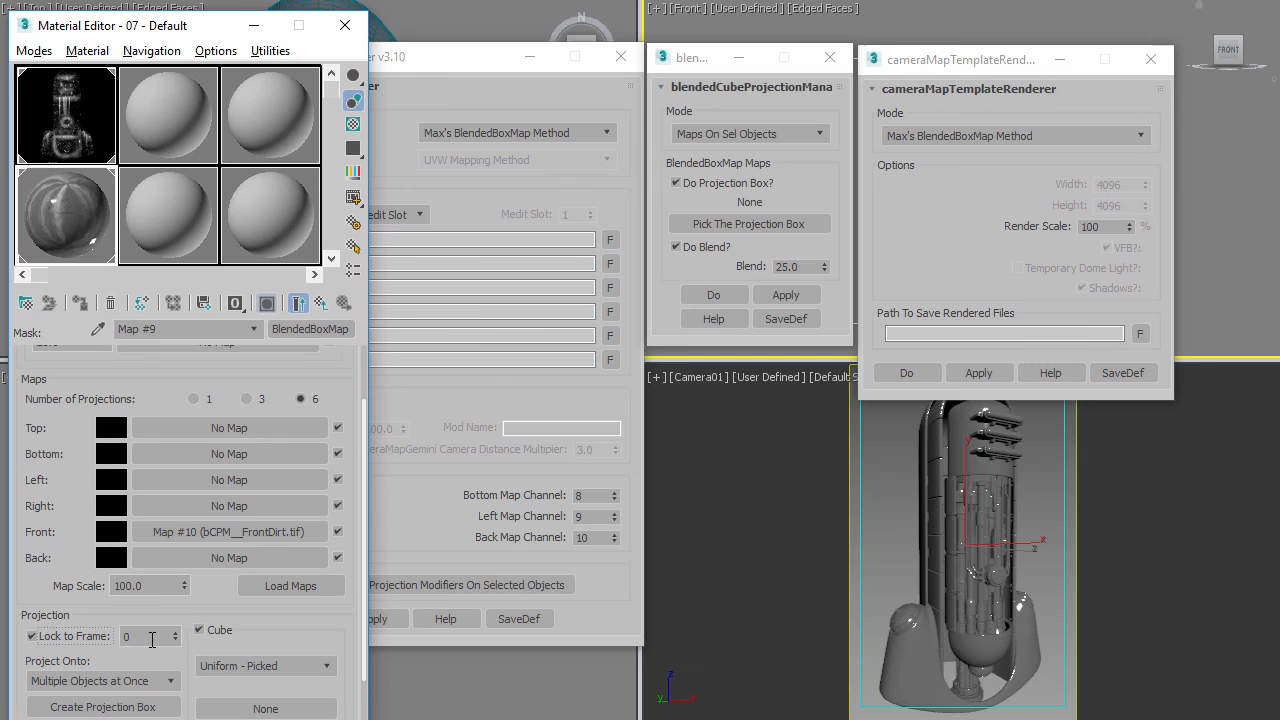 [+] [Top] [User Defined] [Edged Faces]
[+] [Front] [User Defined] [Edged Faces]
Material Editor - 07 - Default
Modes Material Navigation Options Utilities
Mask: Map #9 BlendedBoxMap
No Map
Maps
Number of Projections: 1 3 6
Top: No Map
Bottom: No Map
Left: No Map
Right: No Map
Front: Map #10 (bCPM__FrontDirt.tif)
Back: No Map
Map Scale: 100.0 Load Maps
Projection
Lock to Frame: 0 Cube
Project Onto:
Multiple Objects at Once
Uniform - Picked
Create Projection Box
None
er v3.10
er
Max's BlendedBoxMap Method
UVW Mapping Method
edit Slot Medit Slot: 1
F
F
F
F
F
F
00.0 Mod Name:
eraMapGemini Camera Distance Multiplier: 3.0
Bottom Map Channel: 8
Left Map Channel: 9
Back Map Channel: 10
Projection Modifiers On Selected Objects
pply Help SaveDef
blen...
blendedCubeProjectionMana
Mode
Maps On Sel Objects
BlendedBoxMap Maps
Do Projection Box?
None
Pick The Projection Box
Do Blend?
Blend: 25.0
Do Apply
Help SaveDef
cameraMapTemplateRend...
cameraMapTemplateRenderer
Mode
Max's BlendedBoxMap Method
Options
Width: 4096
Height: 4096
Render Scale: 100 %
VFB?:
Temporary Dome Light?:
Shadows?:
Path To Save Rendered Files
F
Do Apply Help SaveDef
N
FRONT
[+] [Camera01] [User Defined] [Default S
x
y
z
z
y
x